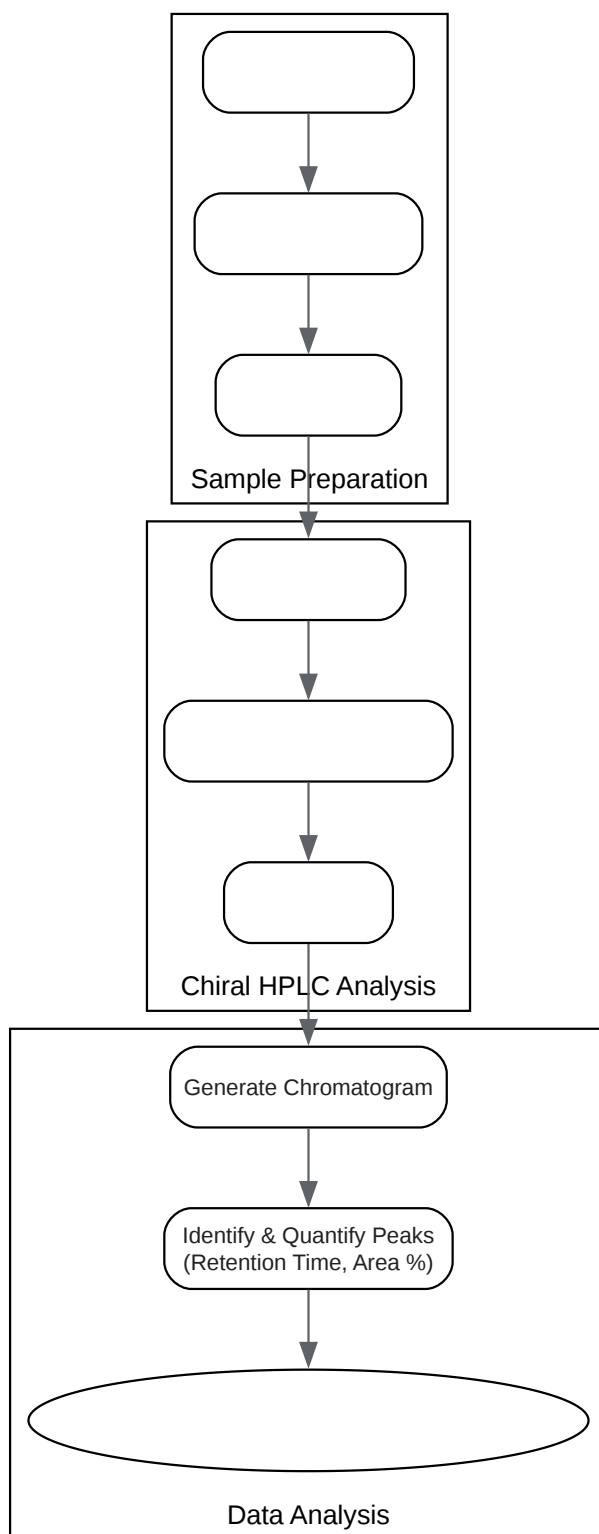 Sample Preparation
Chiral HPLC Analysis
Generate Chromatogram
Identify & Quantify Peaks
(Retention Time, Area %)
Data Analysis